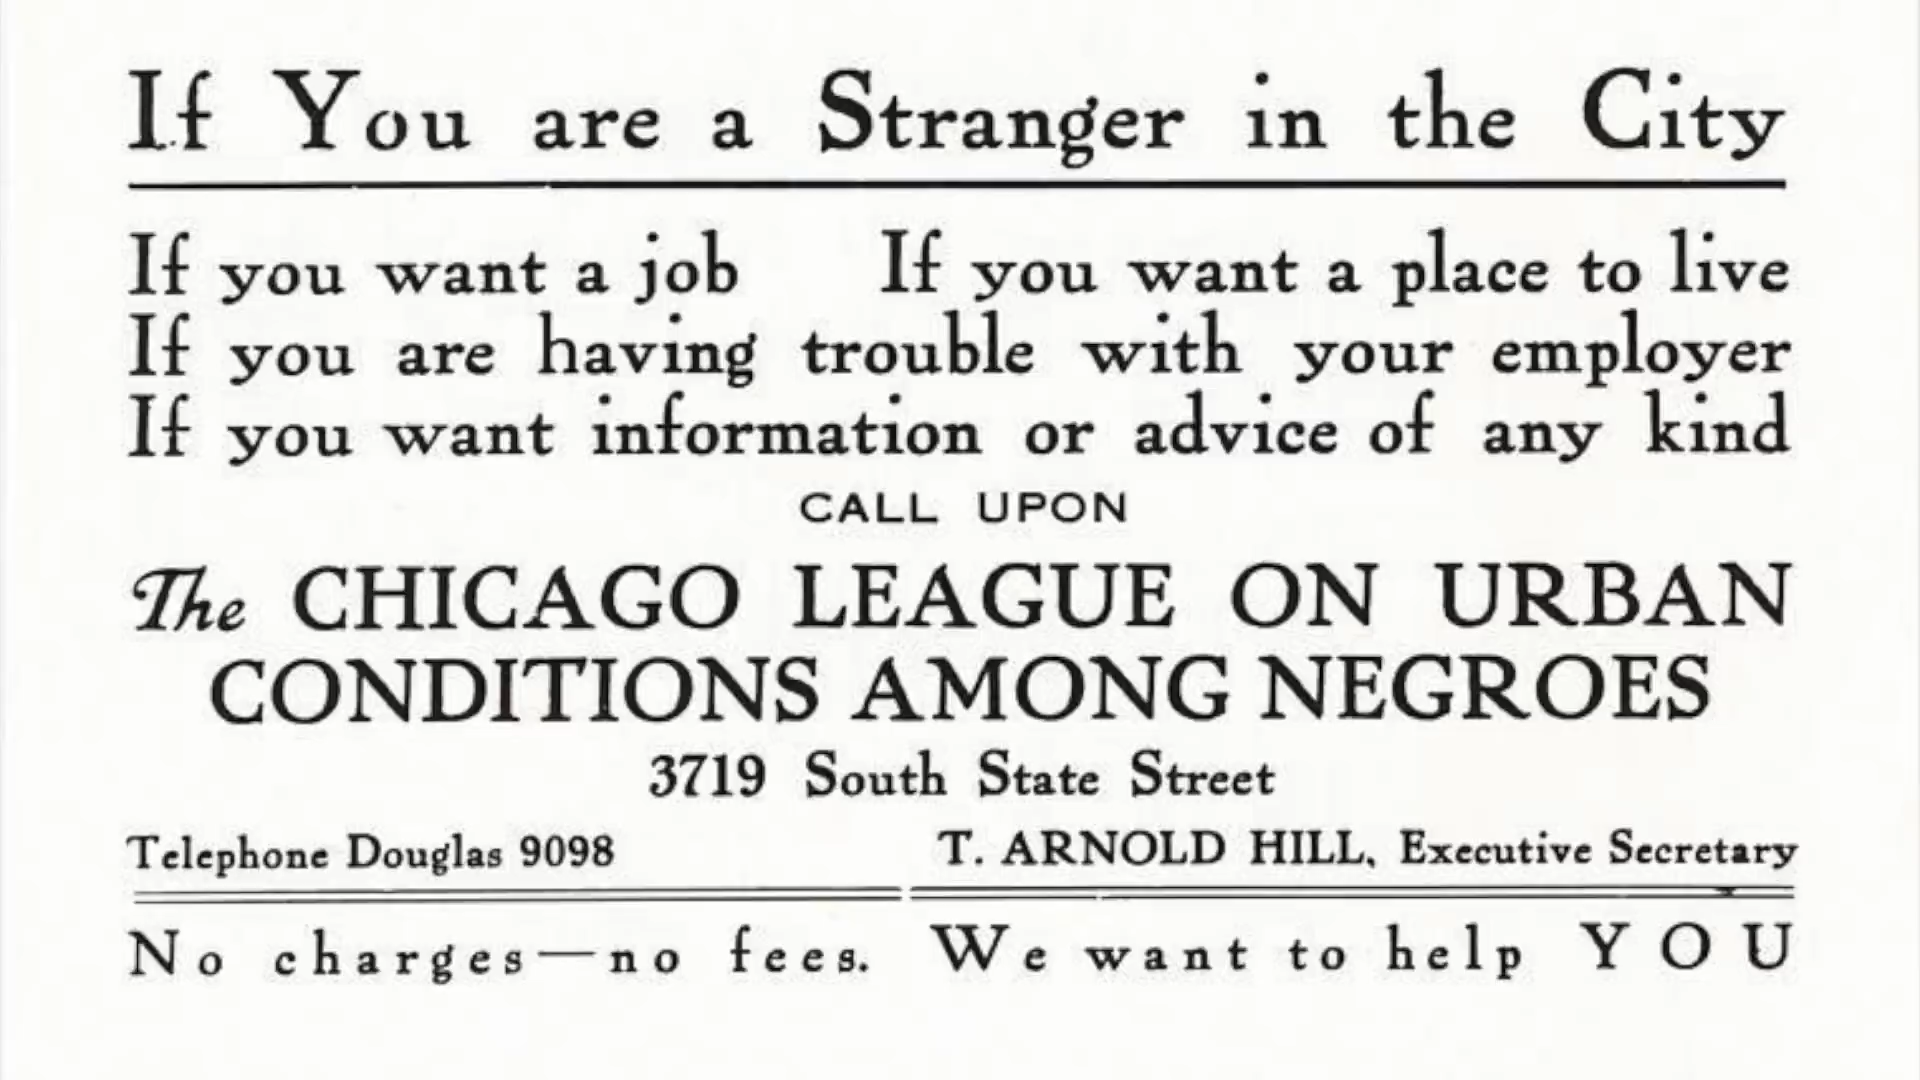 If You are a Stranger in the City
If you want a job If you want a place to live
If you are having trouble with your employer
If you want information or advice of any kind
CALL UPON
The CHICAGO LEAGUE ON URBAN
CONDITIONS AMONG NEGROES
3719 South State Street
Telephone Douglas 9098 T. ARNOLD HILL, Executive Secretary
No charges—no fees. We want to help YOU